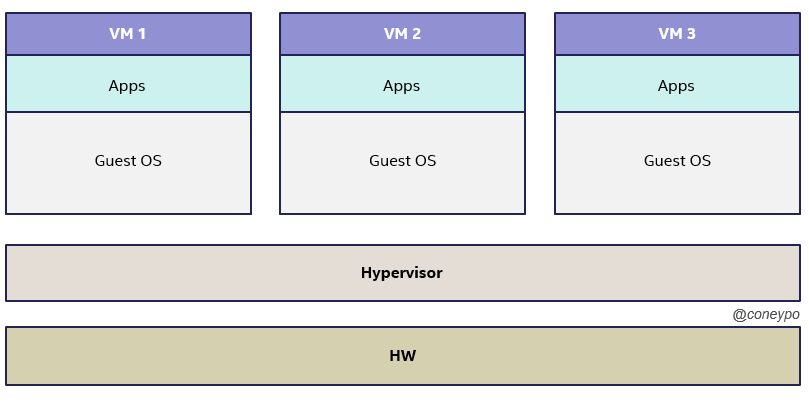 VM 1
VM 2
VM 3
Apps
Apps
Apps
Guest OS
Guest OS
Guest OS
Hypervisor
@coneypo
HW